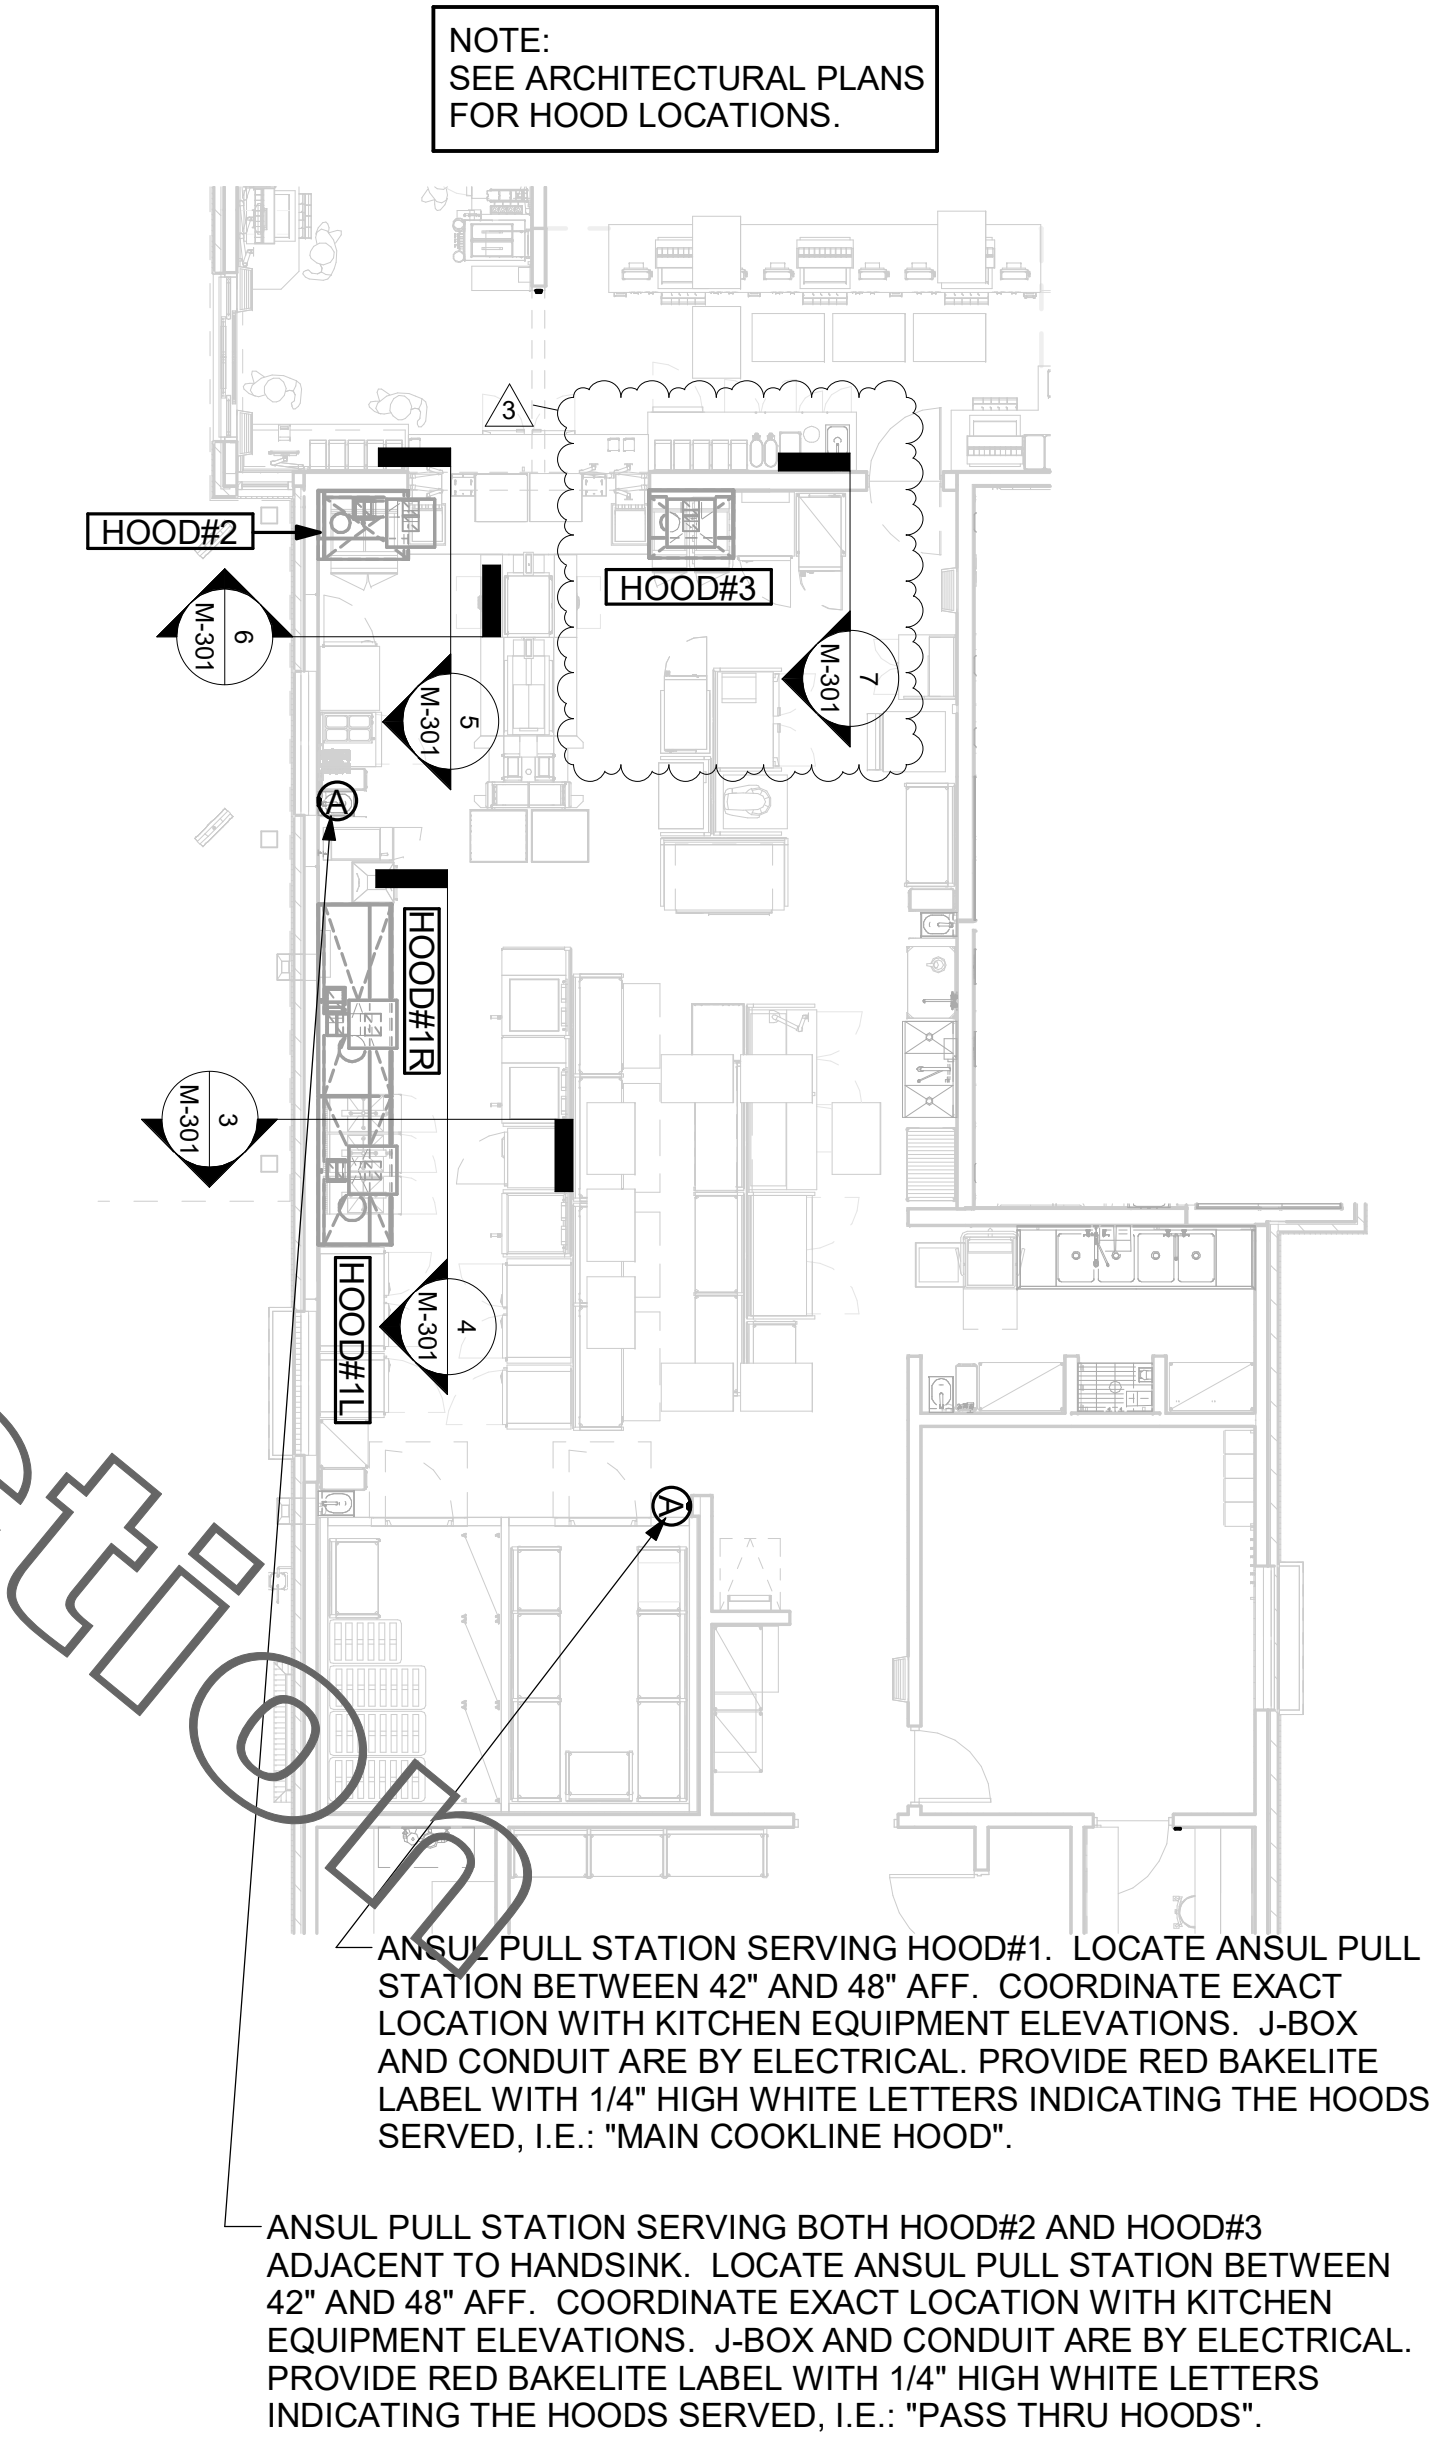 NOTE:
SEE ARCHITECTURAL PLANS
FOR HOOD LOCATIONS.
3
HOOD#2
HOOD#3
6
M-301
7
M-301
5
M-301
A
HOOD#1R
3
M-301
HOOD#1L
4
M-301
A
ction
ANSUL PULL STATION SERVING HOOD#1. LOCATE ANSUL PULL
STATION BETWEEN 42" AND 48" AFF. COORDINATE EXACT
LOCATION WITH KITCHEN EQUIPMENT ELEVATIONS. J-BOX
AND CONDUIT ARE BY ELECTRICAL. PROVIDE RED BAKELITE
LABEL WITH 1/4" HIGH WHITE LETTERS INDICATING THE HOODS
SERVED, I.E.: "MAIN COOKLINE HOOD".
ANSUL PULL STATION SERVING BOTH HOOD#2 AND HOOD#3
ADJACENT TO HANDSINK. LOCATE ANSUL PULL STATION BETWEEN
42" AND 48" AFF. COORDINATE EXACT LOCATION WITH KITCHEN
EQUIPMENT ELEVATIONS. J-BOX AND CONDUIT ARE BY ELECTRICAL.
PROVIDE RED BAKELITE LABEL WITH 1/4" HIGH WHITE LETTERS
INDICATING THE HOODS SERVED, I.E.: "PASS THRU HOODS".